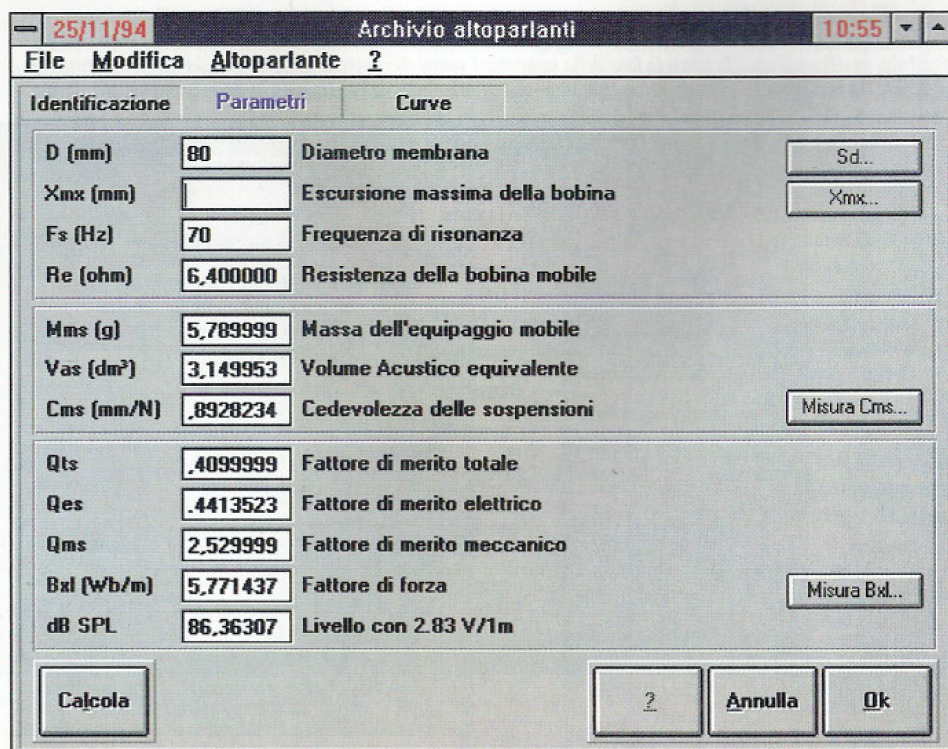 25/11/94 Archivio altoparlanti 10:55
File Modifica Altoparlante ?
Identificazione Parametri Curve
D (mm) 80 Diametro membrana Sd...
Xmx (mm) Escursione massima della bobina Xmx...
Fs (Hz) 70 Frequenza di risonanza
Re (ohm) 6,400000 Resistenza della bobina mobile
Mms (g) 5,789999 Massa dell'equipaggio mobile
Vas (dm³) 3,149953 Volume Acustico equivalente
Cms (mm/N) ,8928234 Cedevolezza delle sospensioni Misura Cms...
Qts ,4099999 Fattore di merito totale
Qes ,4413523 Fattore di merito elettrico
Qms 2,529999 Fattore di merito meccanico
Bxl (Wb/m) 5,771437 Fattore di forza Misura Bxl...
dB SPL 86,36307 Livello con 2.83 V/1m
Calcola ? Annulla Ok